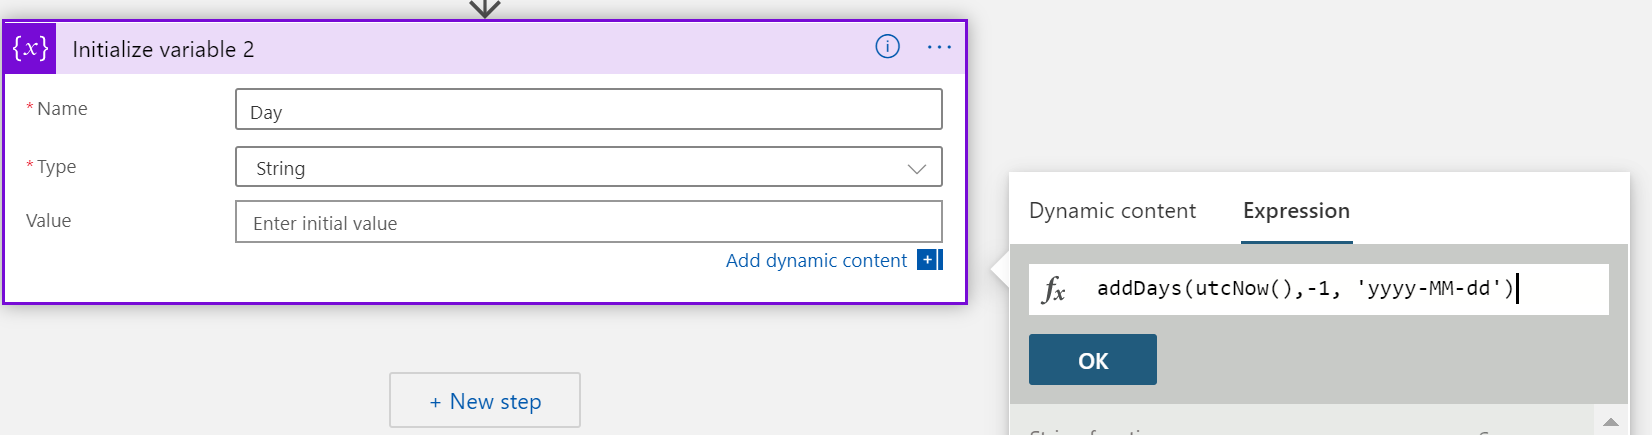 {x} Initialize variable 2
* Name
Day
* Type
String
Value
Enter initial value
Add dynamic content
+ New step
Dynamic content Expression
fx addDays(utcNow(),-1, 'yyyy-MM-dd')
OK